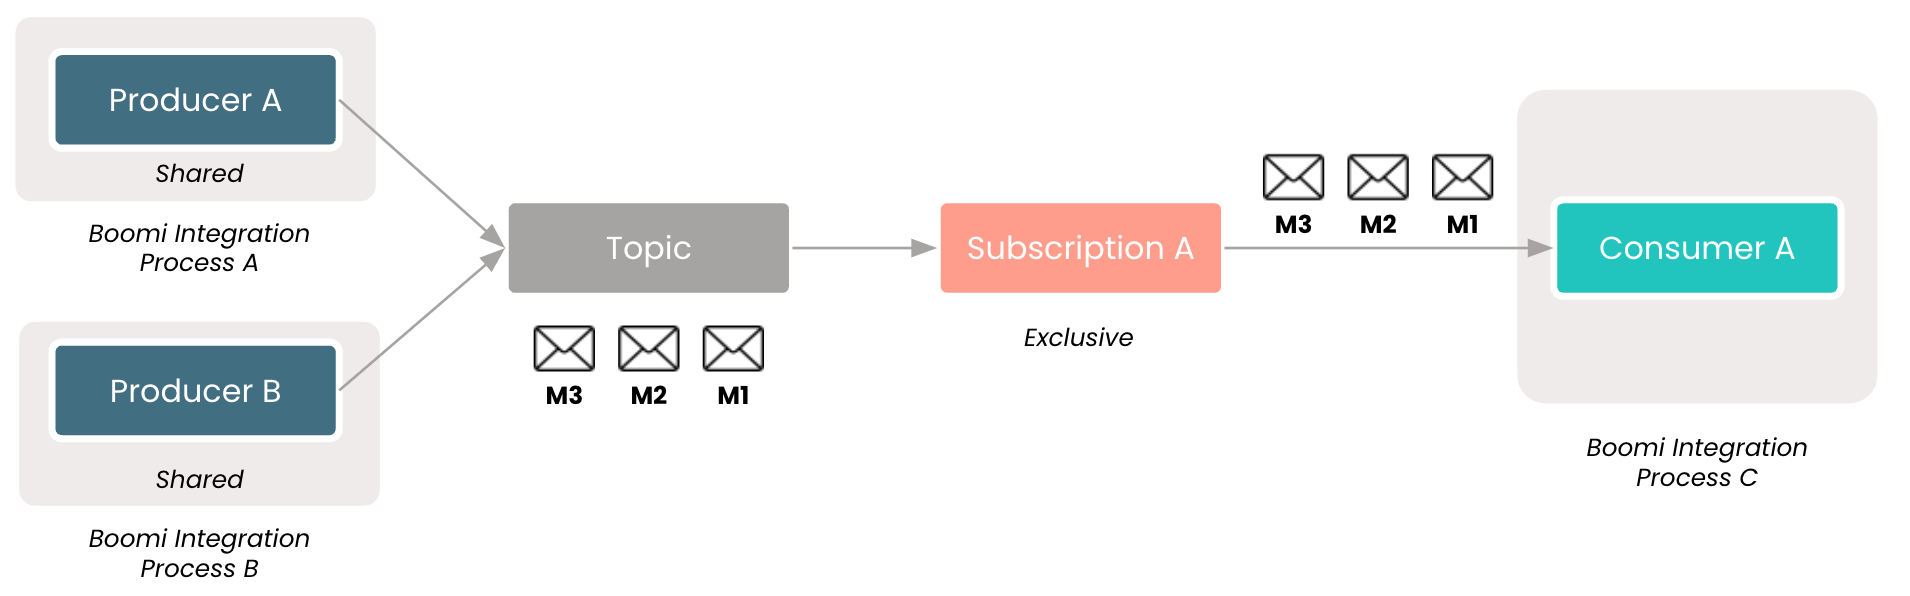 Producer A
Shared
Boomi Integration
Process A
Producer B
Shared
Boomi Integration
Process B
Topic
M3 M2 M1
Subscription A
Exclusive
M3 M2 M1
Consumer A
Boomi Integration
Process C